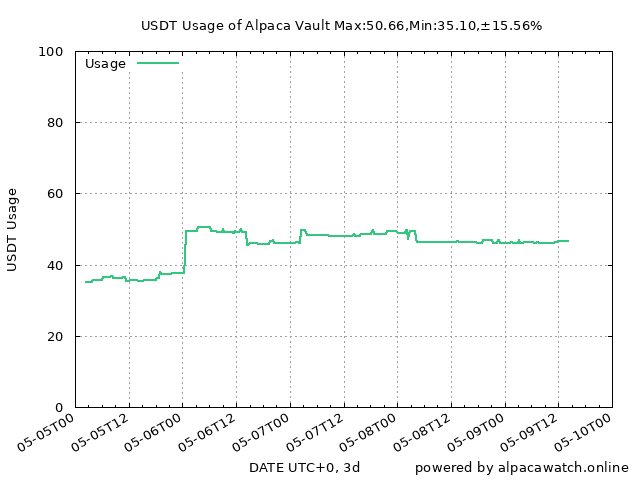 USDT Usage of Alpaca Vault Max:50.66,Min:35.10,±15.56%
100
Usage
80
60
USDT Usage
40
20
0
05-05T00
05-05T12
05-06T00
05-06T12
05-07T00
05-07T12
05-08T00
05-08T12
05-09T00
05-09T12
05-10T00
DATE UTC+0, 3d
powered by alpacawatch.online